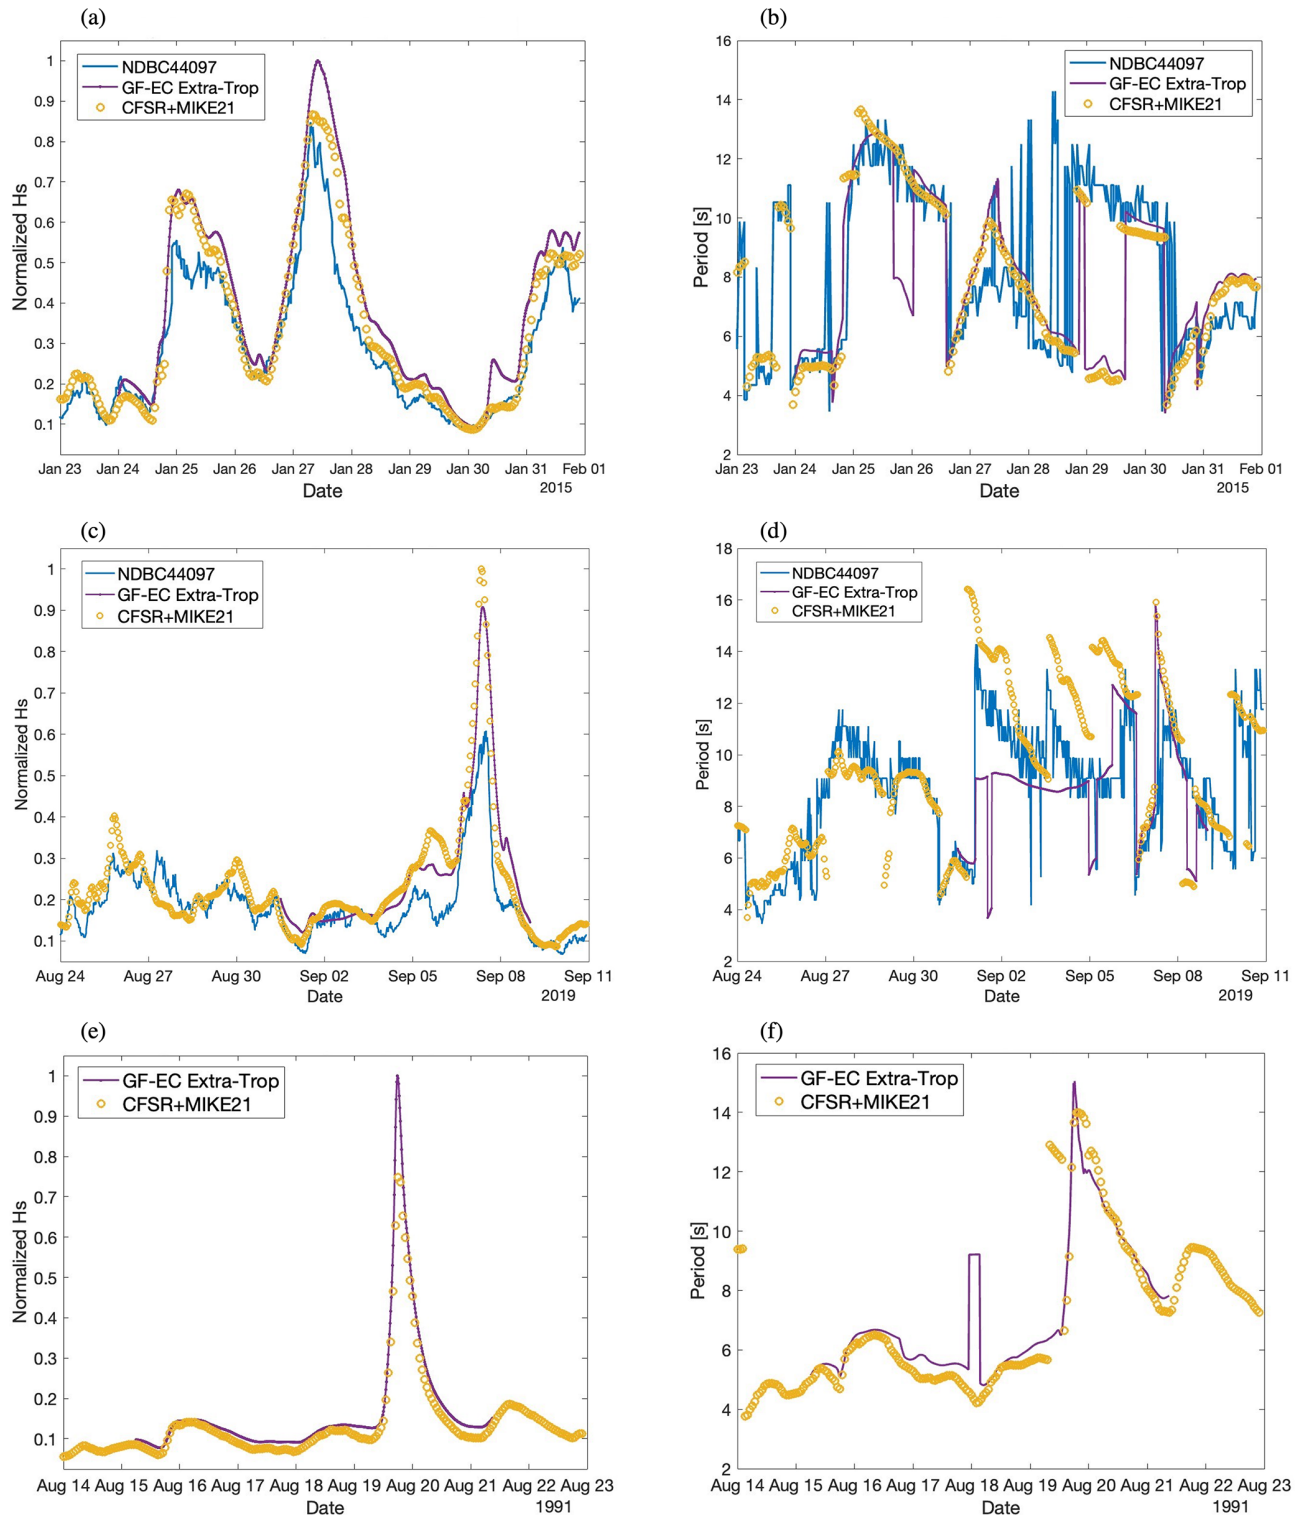 (a)
1
0.9
0.8
0.7
0.6
0.5
0.4
0.3
0.2
0.1
Normalized Hs
NDBC44097
GF-EC Extra-Trop
CFSR+MIKE21
Jan 23 Jan 24 Jan 25 Jan 26 Jan 27 Jan 28 Jan 29 Jan 30 Jan 31 Feb 01
Date
2015
(b)
16
14
12
10
8
6
4
2
Period [s]
NDBC44097
GF-EC Extra-Trop
CFSR+MIKE21
Jan 23 Jan 24 Jan 25 Jan 26 Jan 27 Jan 28 Jan 29 Jan 30 Jan 31 Feb 01
Date
2015
(c)
1
0.9
0.8
0.7
0.6
0.5
0.4
0.3
0.2
0.1
Normalized Hs
NDBC44097
GF-EC Extra-Trop
CFSR+MIKE21
Aug 24 Aug 27 Aug 30 Sep 02 Sep 05 Sep 08 Sep 11
Date
2019
(d)
18
16
14
12
10
8
6
4
2
Period [s]
NDBC44097
GF-EC Extra-Trop
CFSR+MIKE21
Aug 24 Aug 27 Aug 30 Sep 02 Sep 05 Sep 08 Sep 11
Date
2019
(e)
1
0.9
0.8
0.7
0.6
0.5
0.4
0.3
0.2
0.1
Normalized Hs
GF-EC Extra-Trop
CFSR+MIKE21
Aug 14 Aug 15 Aug 16 Aug 17 Aug 18 Aug 19 Aug 20 Aug 21 Aug 22 Aug 23
Date
1991
(f)
16
14
12
10
8
6
4
2
Period [s]
GF-EC Extra-Trop
CFSR+MIKE21
Aug 14 Aug 15 Aug 16 Aug 17 Aug 18 Aug 19 Aug 20 Aug 21 Aug 22 Aug 23
Date
1991